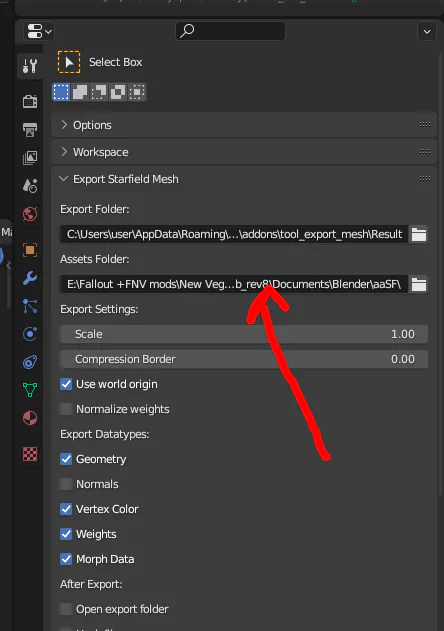 Select Box
Options
Workspace
Export Starfield Mesh
Export Folder:
C:\Users\user\AppData\Roaming\...\addons\tool_export_mesh\Result
Assets Folder:
E:\Fallout +FNV mods\New Veg...b_rev8\Documents\Blender\aaSF\
Export Settings:
Scale 1.00
Compression Border 0.00
Use world origin
Normalize weights
Export Datatypes:
Geometry
Normals
Vertex Color
Weights
Morph Data
After Export:
Open export folder